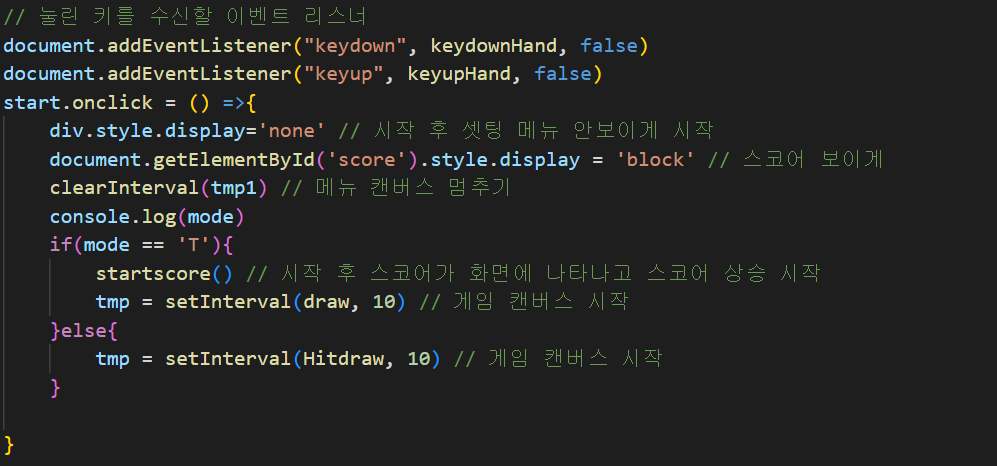 // 눌린 키를 수신할 이벤트 리스너
document.addEventListener("keydown", keydownHand, false)
document.addEventListener("keyup", keyupHand, false)
start.onclick = () =>{
    div.style.display='none' // 시작 후 셋팅 메뉴 안보이게 시작
    document.getElementById('score').style.display = 'block' // 스코어 보이게
    clearInterval(tmp1) // 메뉴 캔버스 멈추기
    console.log(mode)
    if(mode == 'T'){
        startscore() // 시작 후 스코어가 화면에 나타나고 스코어 상승 시작
        tmp = setInterval(draw, 10) // 게임 캔버스 시작
    }else{
        tmp = setInterval(Hitdraw, 10) // 게임 캔버스 시작
    }
}